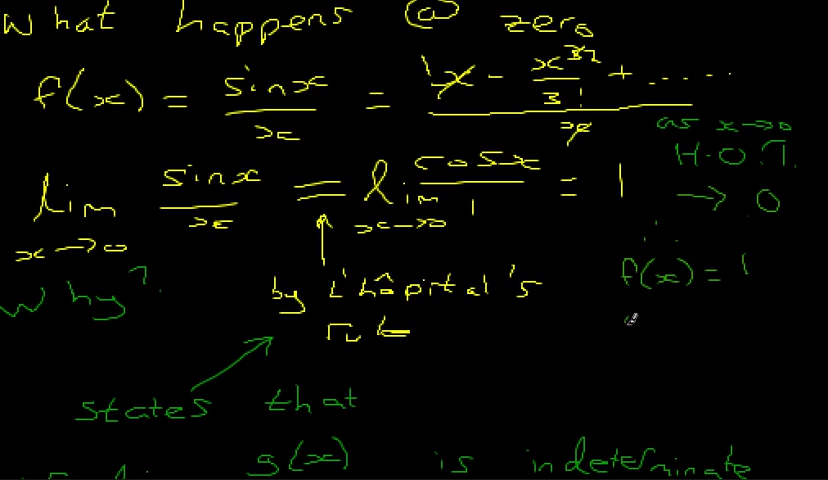 What happens @ zero
f(x) = sinx/x = x - x^3/3! + ...... / x
as x→0
H.O.T.
→ 0
lim x→0 sinx/x = lim x→0 cosx/1 = 1
∴ f(x) = 1
Why?
by L'hôpital's
rule
states that
g(x) is indeterminate